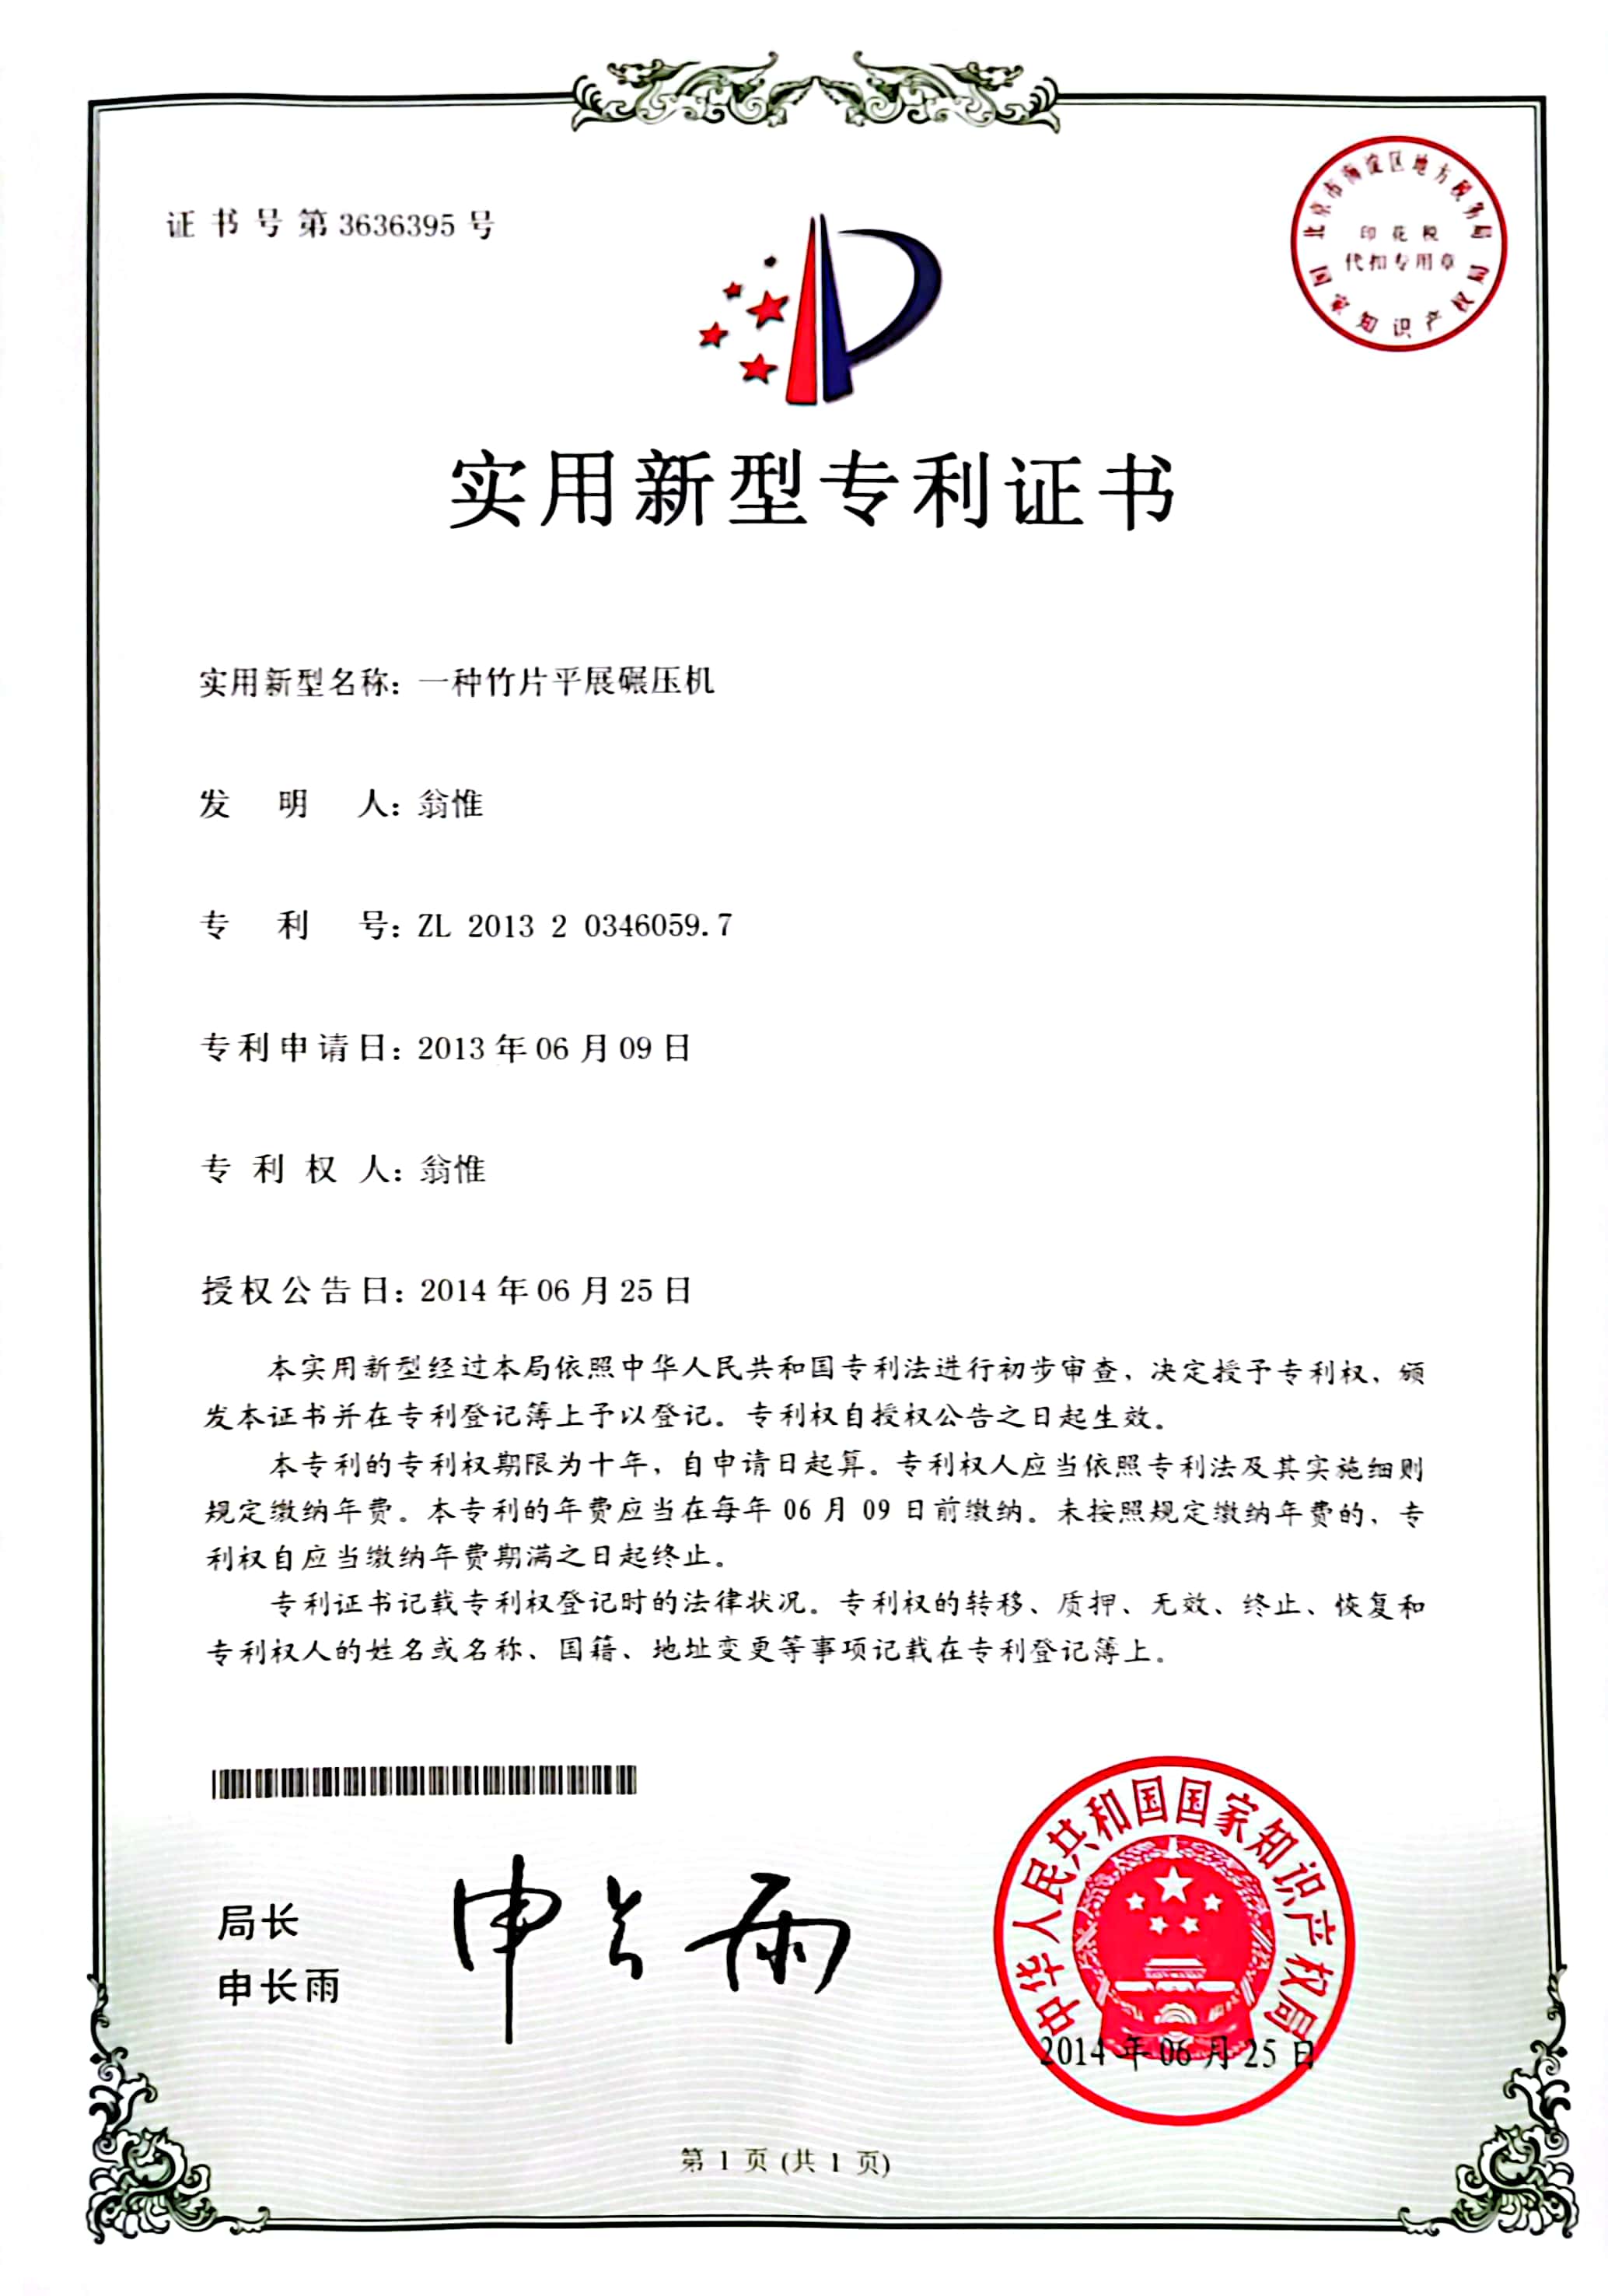 证书号第3636395号
北京市海淀区地方税务局
印花税
代扣专用章
国家知识产权局
实用新型专利证书
实用新型名称：一种竹片平展碾压机
发明人：翁惟
专利号：ZL 2013 2 0346059.7
专利申请日：2013年06月09日
专利权人：翁惟
授权公告日：2014年06月25日
本实用新型经过本局依照中华人民共和国专利法进行初步审查，决定授予专利权，颁
发本证书并在专利登记簿上予以登记。专利权自授权公告之日起生效。
本专利的专利权期限为十年，自申请日起算。专利权人应当依照专利法及其实施细则
规定缴纳年费。本专利的年费应当在每年06月09日前缴纳。未按照规定缴纳年费的，专
利权自应当缴纳年费期满之日起终止。
专利证书记载专利权登记时的法律状况。专利权的转移、质押、无效、终止、恢复和
专利权人的姓名或名称、国籍、地址变更等事项记载在专利登记簿上。
局长
申长雨
申长雨
中华人民共和国国家知识产权局
2014年06月25日
第1页(共1页)